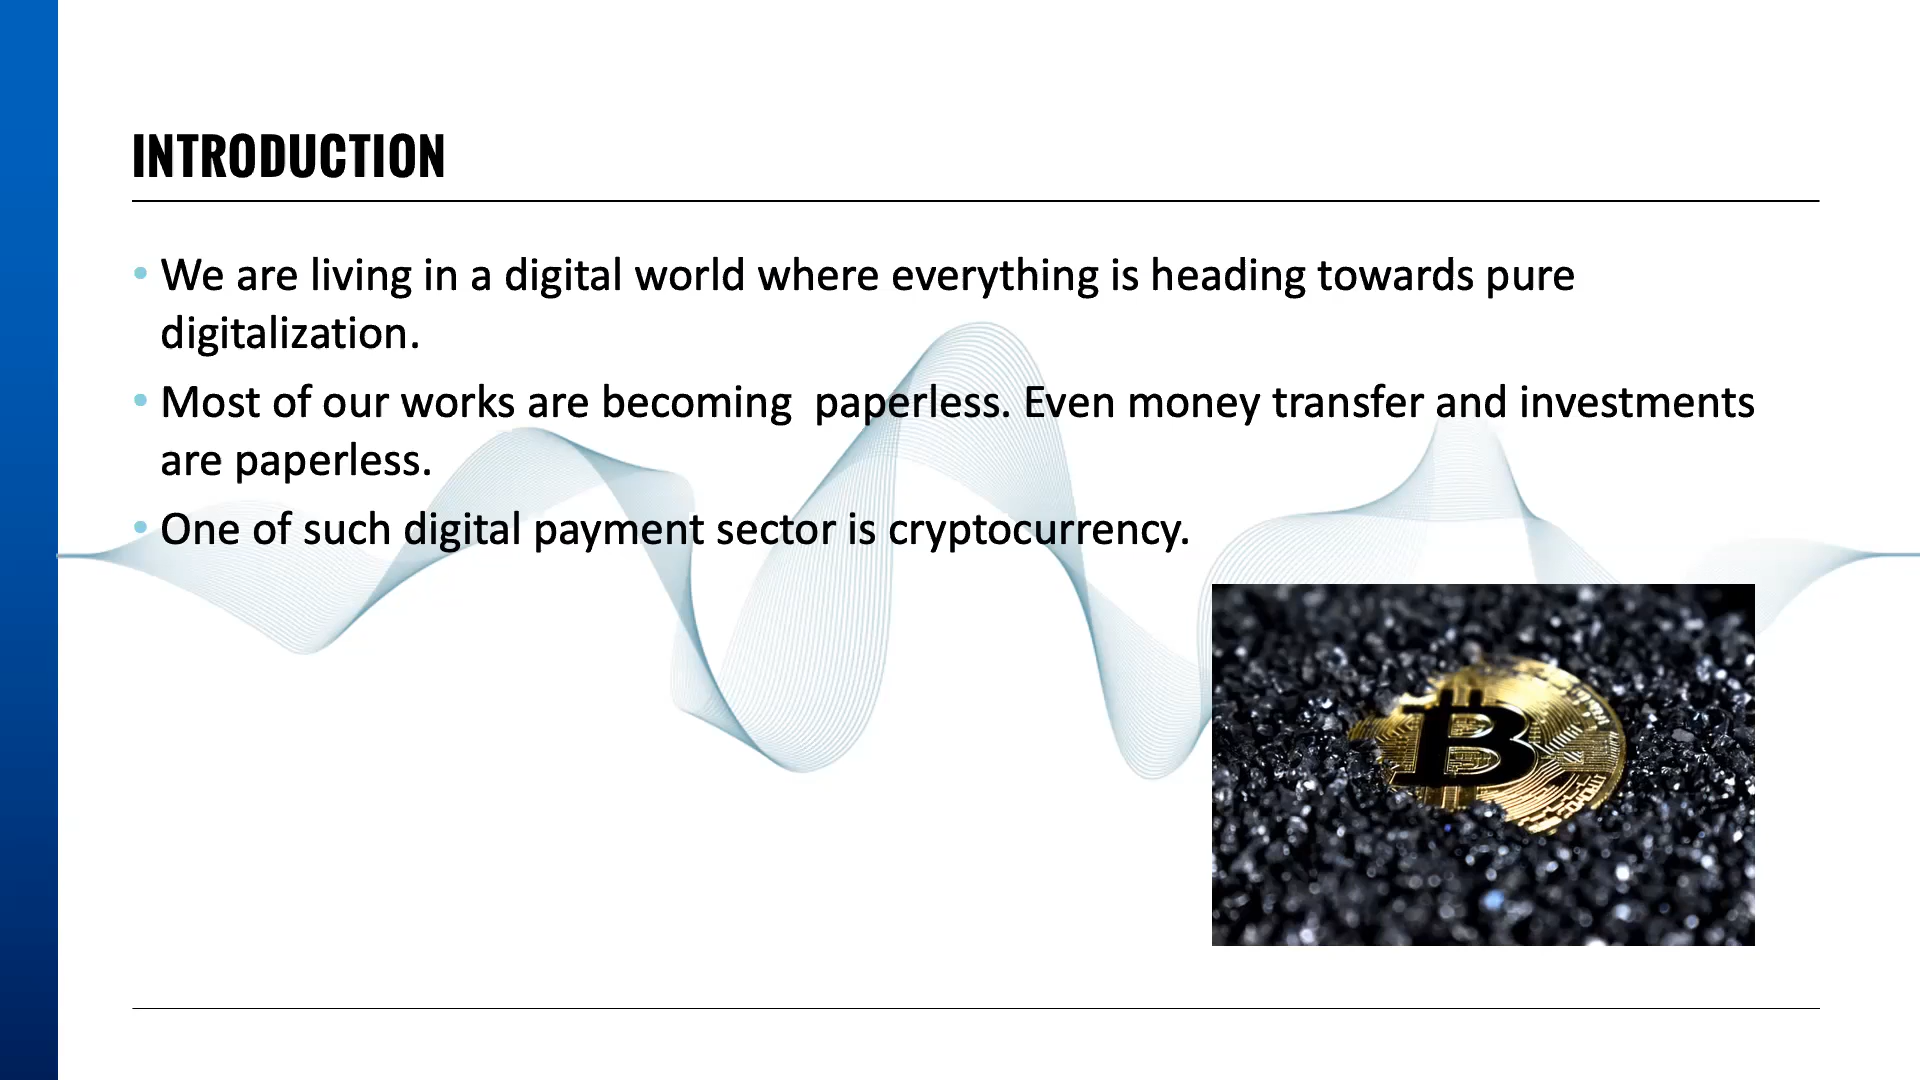 INTRODUCTION
• We are living in a digital world where everything is heading towards pure
digitalization.
• Most of our works are becoming  paperless. Even money transfer and investments
are paperless.
• One of such digital payment sector is cryptocurrency.